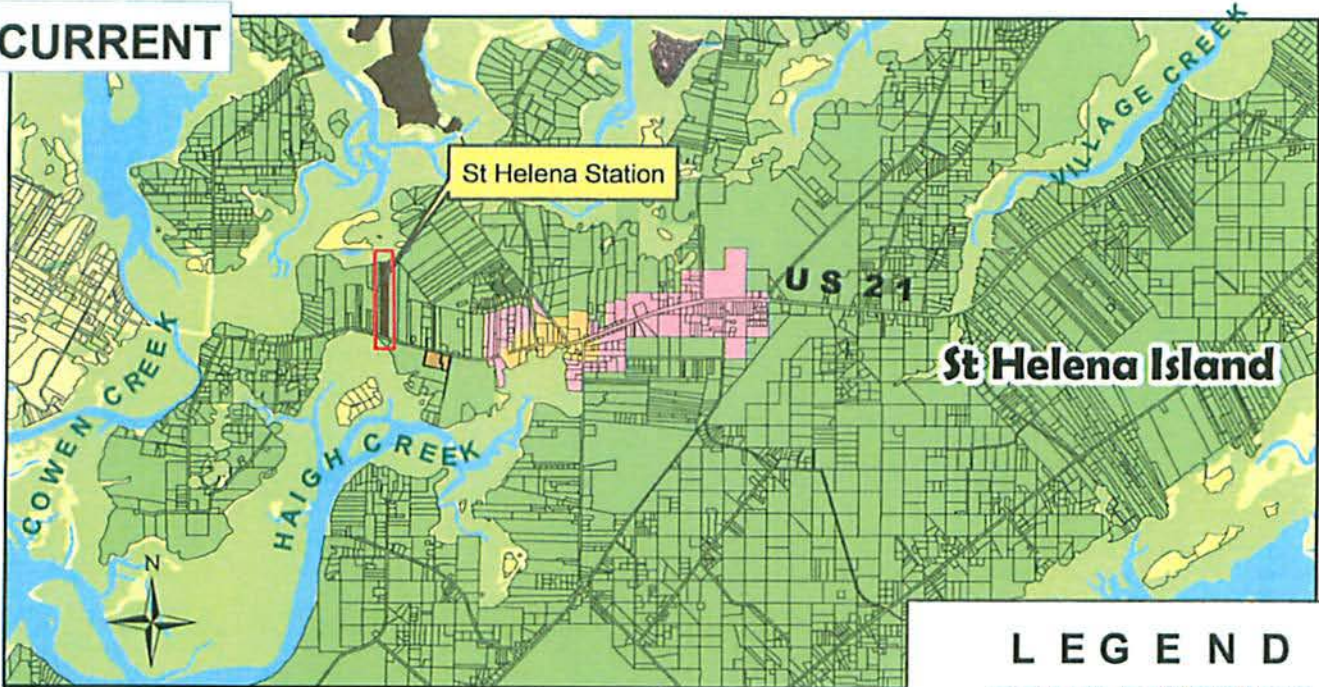 CURRENT
VILLAGE CREEK
St Helena Station
US 21
St Helena Island
COWEN CREEK
HAIGH CREEK
N
LEGEND